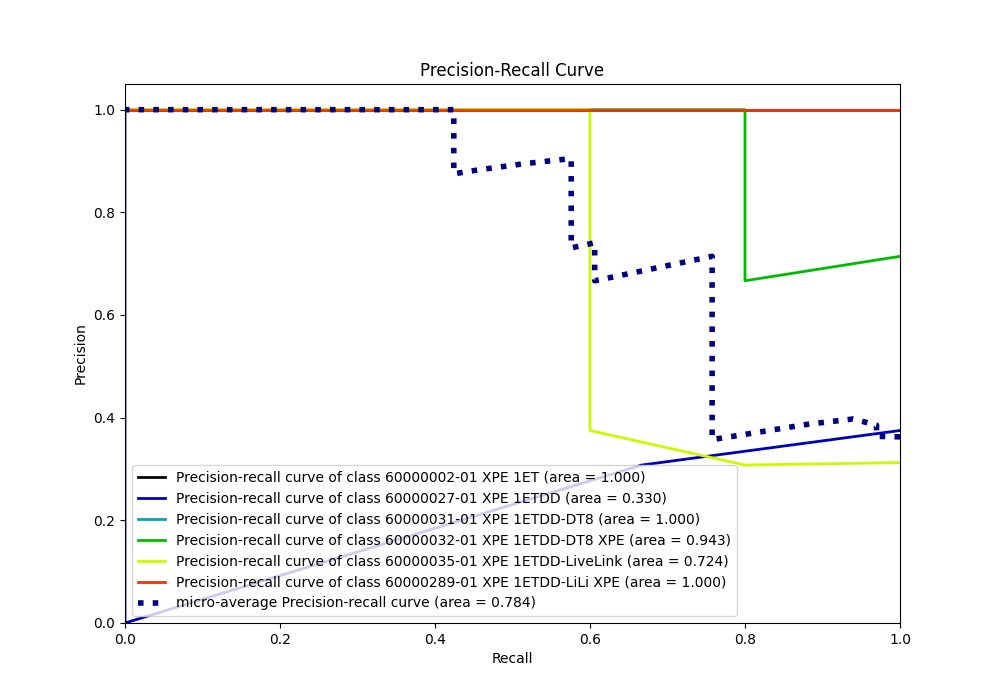 Precision-Recall Curve
1.0
0.8
0.6
0.4
0.2
0.0
Precision
Precision-recall curve of class 60000002-01 XPE 1ET (area = 1.000)
Precision-recall curve of class 60000027-01 XPE 1ETDD (area = 0.330)
Precision-recall curve of class 60000031-01 XPE 1ETDD-DT8 (area = 1.000)
Precision-recall curve of class 60000032-01 XPE 1ETDD-DT8 XPE (area = 0.943)
Precision-recall curve of class 60000035-01 XPE 1ETDD-LiveLink (area = 0.724)
Precision-recall curve of class 60000289-01 XPE 1ETDD-LiLi XPE (area = 1.000)
micro-average Precision-recall curve (area = 0.784)
0.0 0.2 0.4 0.6 0.8 1.0
Recall